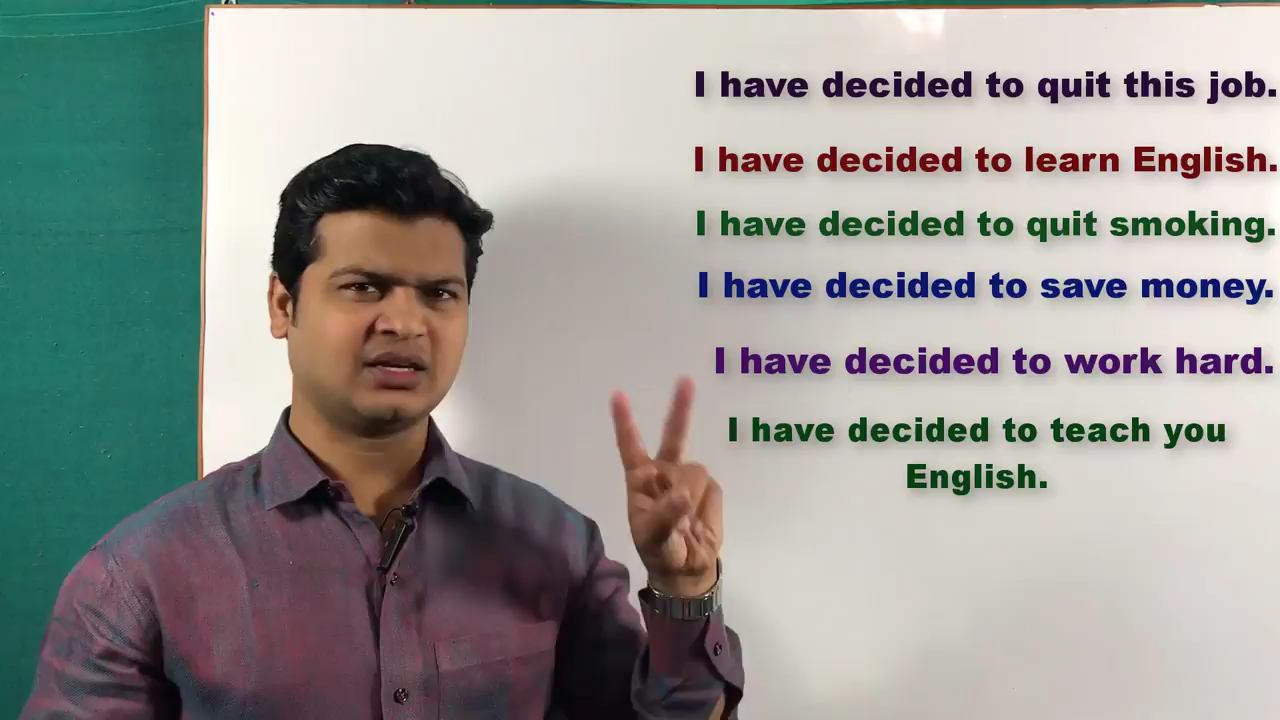 I have decided to quit this job.
I have decided to learn English.
I have decided to quit smoking.
I have decided to save money.
I have decided to work hard.
I have decided to teach you
English.